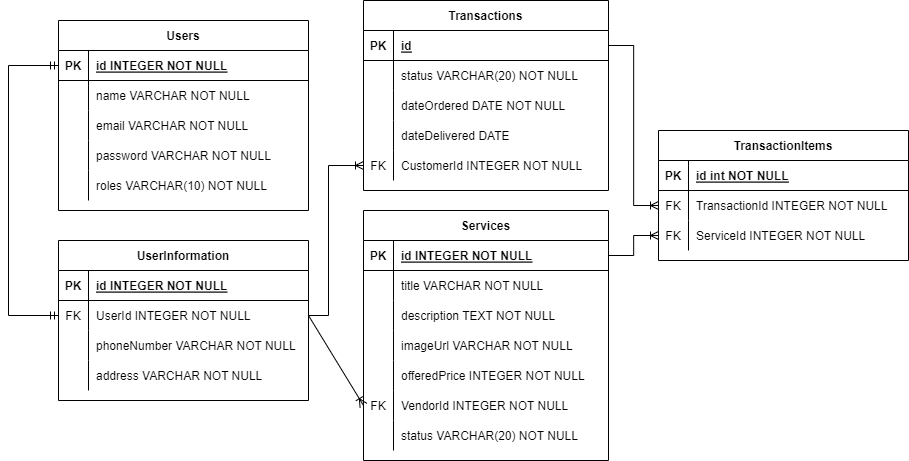 Users
PK id INTEGER NOT NULL
name VARCHAR NOT NULL
email VARCHAR NOT NULL
password VARCHAR NOT NULL
roles VARCHAR(10) NOT NULL
UserInformation
PK id INTEGER NOT NULL
FK UserId INTEGER NOT NULL
phoneNumber VARCHAR NOT NULL
address VARCHAR NOT NULL
Transactions
PK id
status VARCHAR(20) NOT NULL
dateOrdered DATE NOT NULL
dateDelivered DATE
FK CustomerId INTEGER NOT NULL
Services
PK id INTEGER NOT NULL
title VARCHAR NOT NULL
description TEXT NOT NULL
imageUrl VARCHAR NOT NULL
offeredPrice INTEGER NOT NULL
FK VendorId INTEGER NOT NULL
status VARCHAR(20) NOT NULL
TransactionItems
PK id int NOT NULL
FK TransactionId INTEGER NOT NULL
FK ServiceId INTEGER NOT NULL